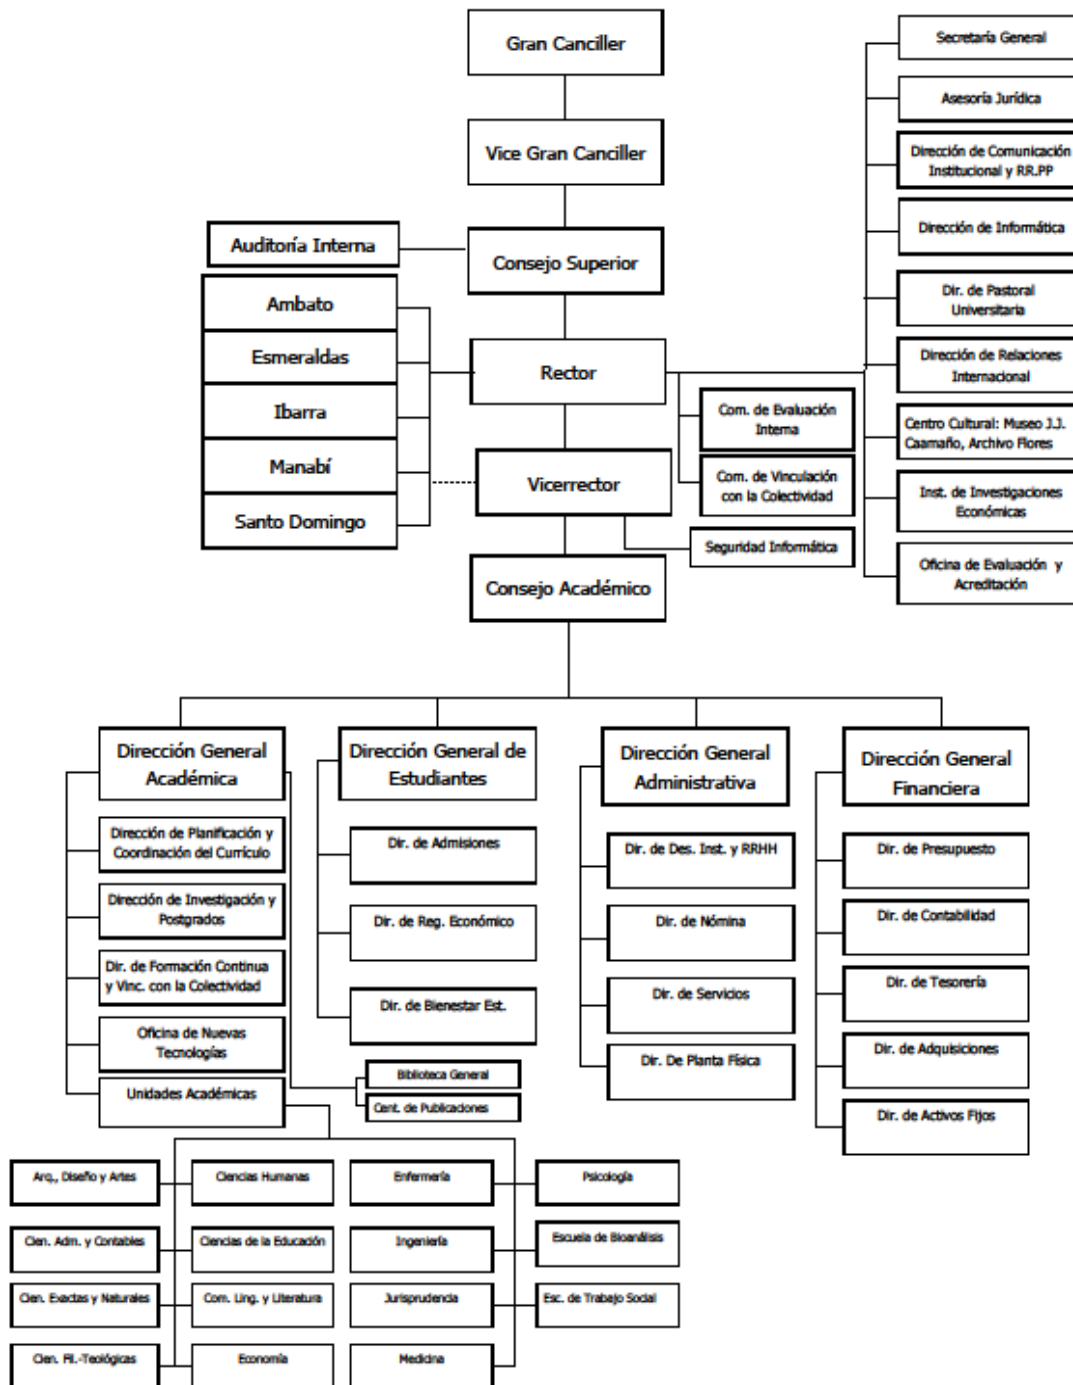 Gran Canciller
Vice Gran Canciller
Auditoría Interna
Consejo Superior
Ambato
Esmeraldas
Ibarra
Manabí
Santo Domingo
Rector
Vicerrector
Consejo Académico
Com. de Evaluación
Interna
Com. de Vinculación
con la Colectividad
Seguridad Informática
Secretaría General
Asesoría Jurídica
Dirección de Comunicación
Institucional y RR.PP
Dirección de Informática
Dir. de Pastoral
Universitaria
Dirección de Relaciones
Internacional
Centro Cultural: Museo J.J.
Caamaño, Archivo Flores
Inst. de Investigaciones
Económicas
Oficina de Evaluación y
Acreditación
Dirección General
Académica
Dirección de Planificación y
Coordinación del Currículo
Dirección de Investigación y
Postgrados
Dir. de Formación Continua
y Vinc. con la Colectividad
Oficina de Nuevas
Tecnologías
Unidades Académicas
Dirección General de
Estudiantes
Dir. de Admisiones
Dir. de Reg. Económico
Dir. de Bienestar Est.
Biblioteca General
Cent. de Publicaciones
Dirección General
Administrativa
Dir. de Des. Inst. y RRHH
Dir. de Nómina
Dir. de Servicios
Dir. De Planta Física
Dirección General
Financiera
Dir. de Presupuesto
Dir. de Contabilidad
Dir. de Tesorería
Dir. de Adquisiciones
Dir. de Activos Fijos
Arq., Diseño y Artes
Cien. Adm. y Contables
Cien. Exactas y Naturales
Cien. Fil.-Teológicas
Ciencias Humanas
Ciencias de la Educación
Com. Ling. y Literatura
Economía
Enfermería
Ingeniería
Jurisprudencia
Medicina
Psicología
Escuela de Bioanálisis
Esc. de Trabajo Social